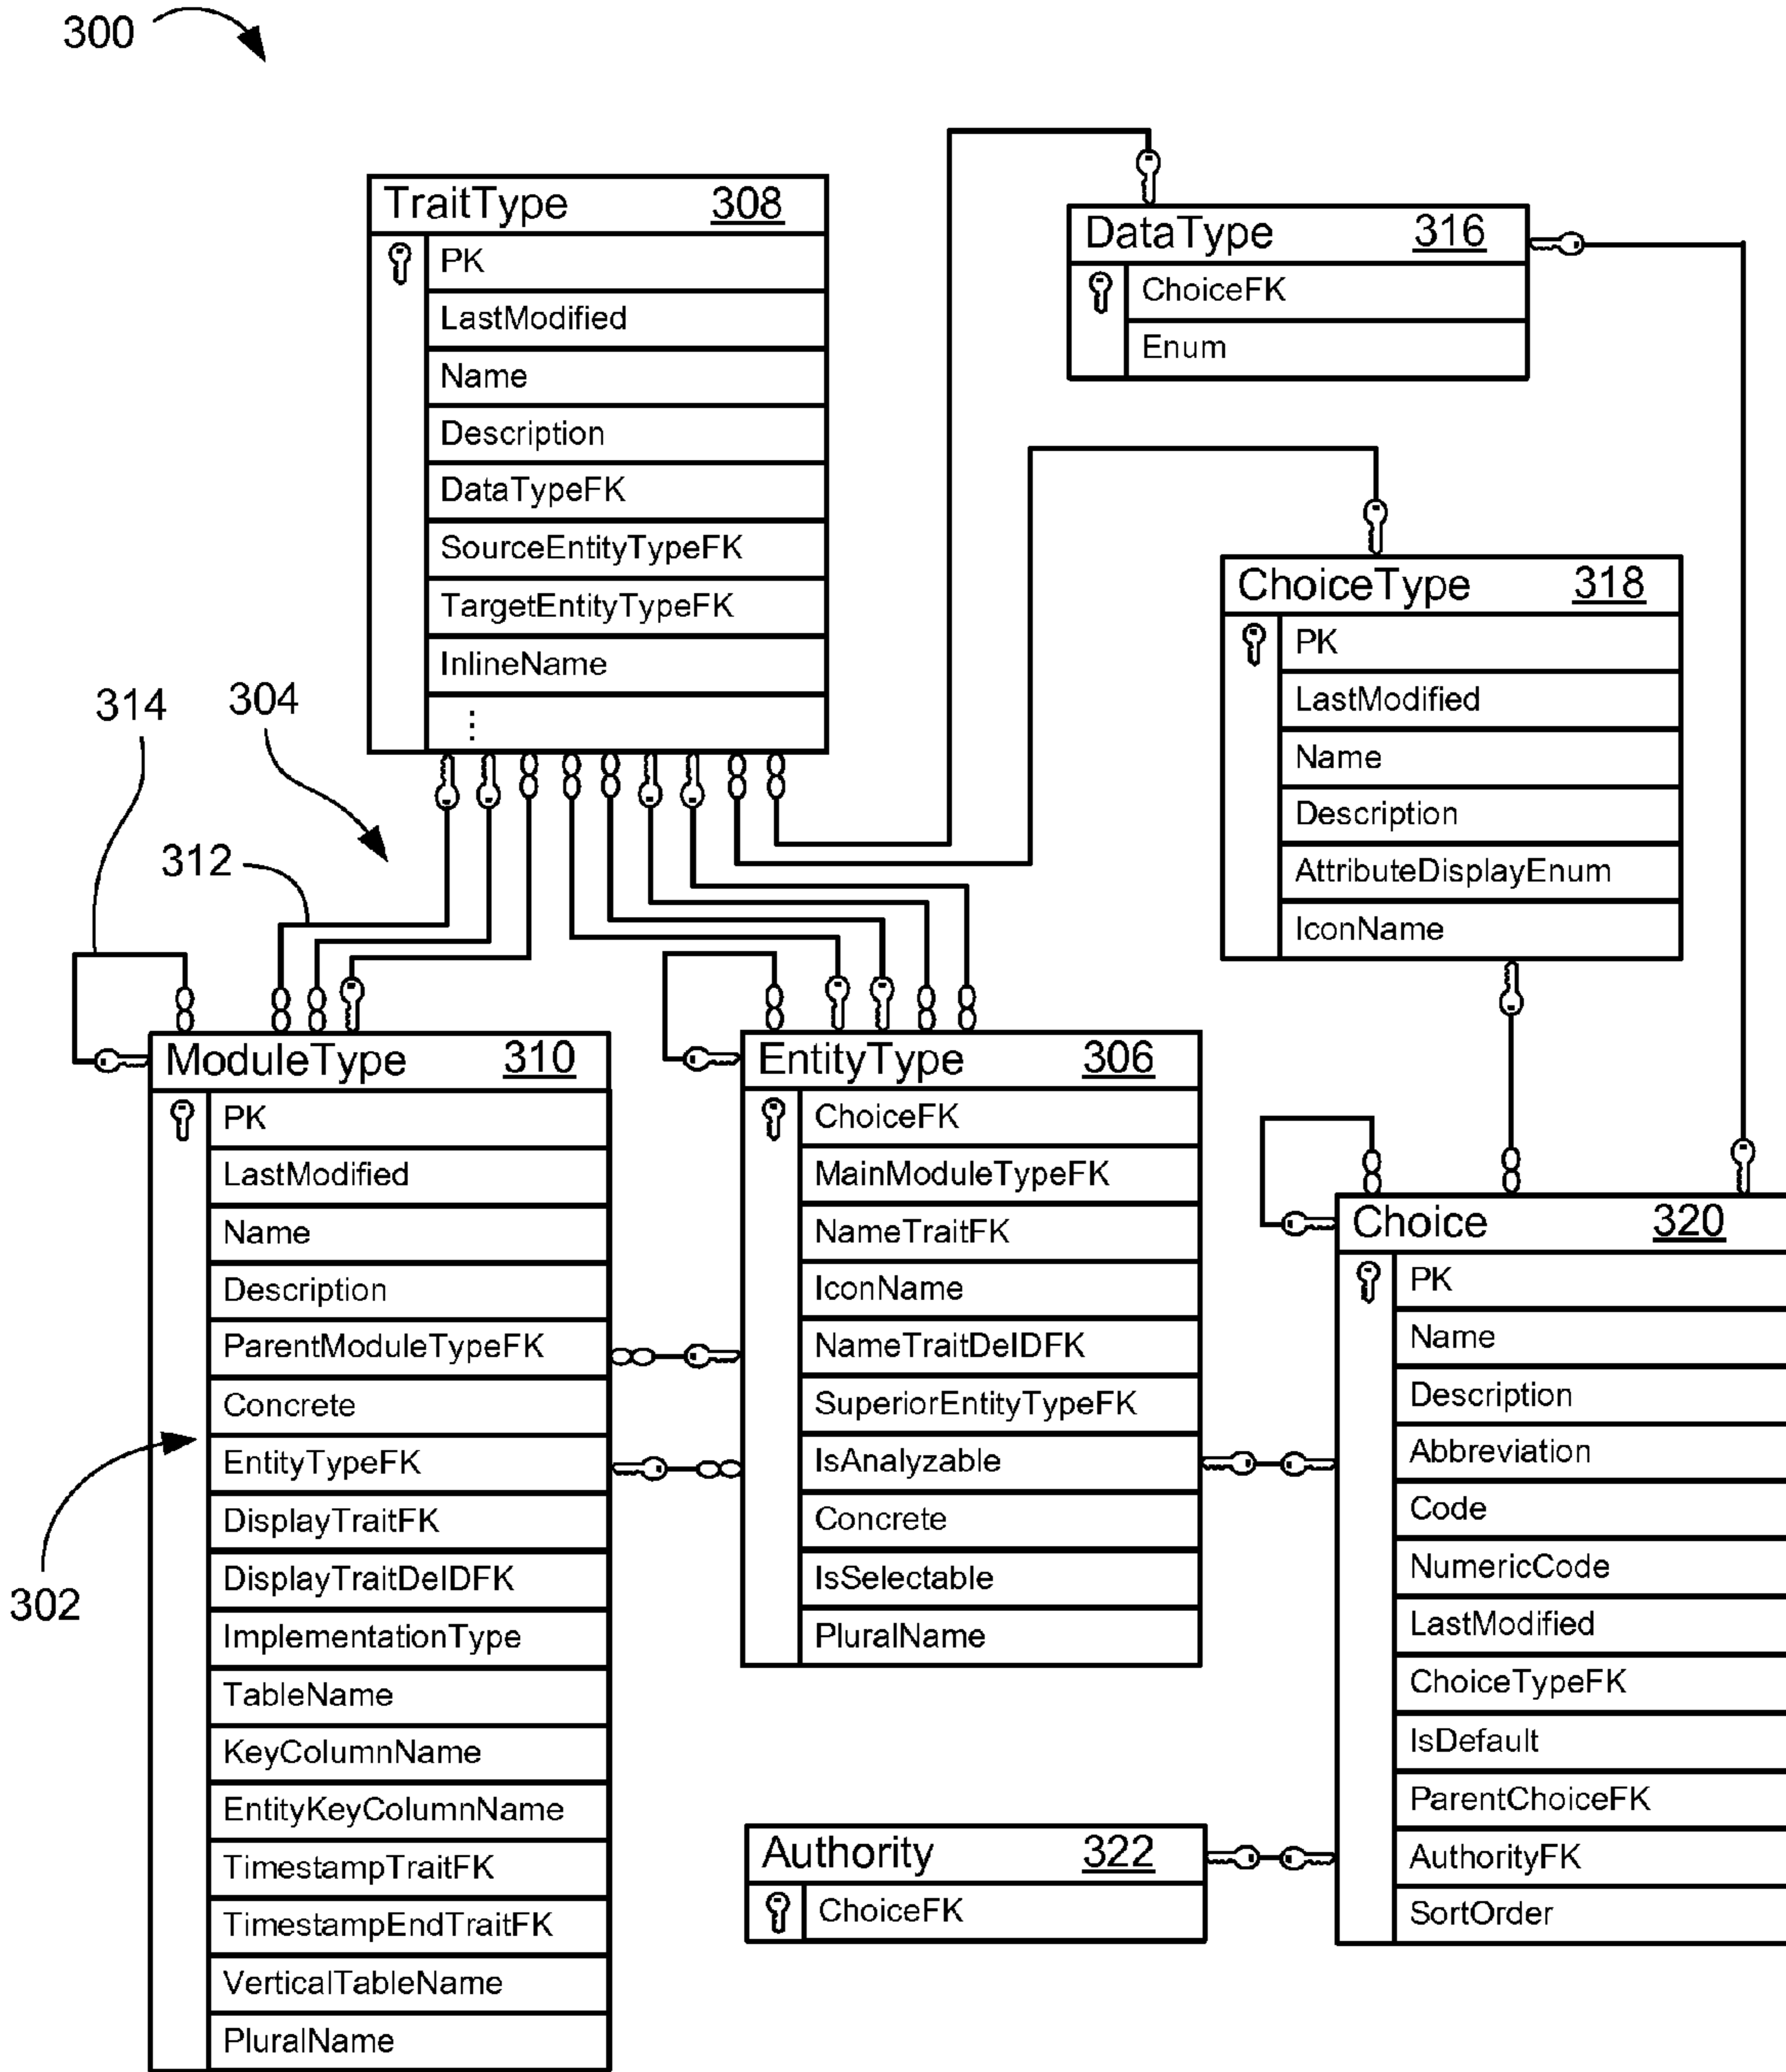 300
TraitType 308
PK
LastModified
Name
Description
DataTypeFK
SourceEntityTypeFK
TargetEntityTypeFK
InlineName
⋮
DataType 316
ChoiceFK
Enum
ChoiceType 318
PK
LastModified
Name
Description
AttributeDisplayEnum
IconName
314
304
312
ModuleType 310
PK
LastModified
Name
Description
ParentModuleTypeFK
Concrete
EntityTypeFK
DisplayTraitFK
DisplayTraitDelDFK
ImplementationType
TableName
KeyColumnName
EntityKeyColumnName
TimestampTraitFK
TimestampEndTraitFK
VerticalTableName
PluralName
302
EntityType 306
ChoiceFK
MainModuleTypeFK
NameTraitFK
IconName
NameTraitDelDFK
SuperiorEntityTypeFK
IsAnalyzable
Concrete
IsSelectable
PluralName
Choice 320
PK
Name
Description
Abbreviation
Code
NumericCode
LastModified
ChoiceTypeFK
IsDefault
ParentChoiceFK
AuthorityFK
SortOrder
Authority 322
ChoiceFK